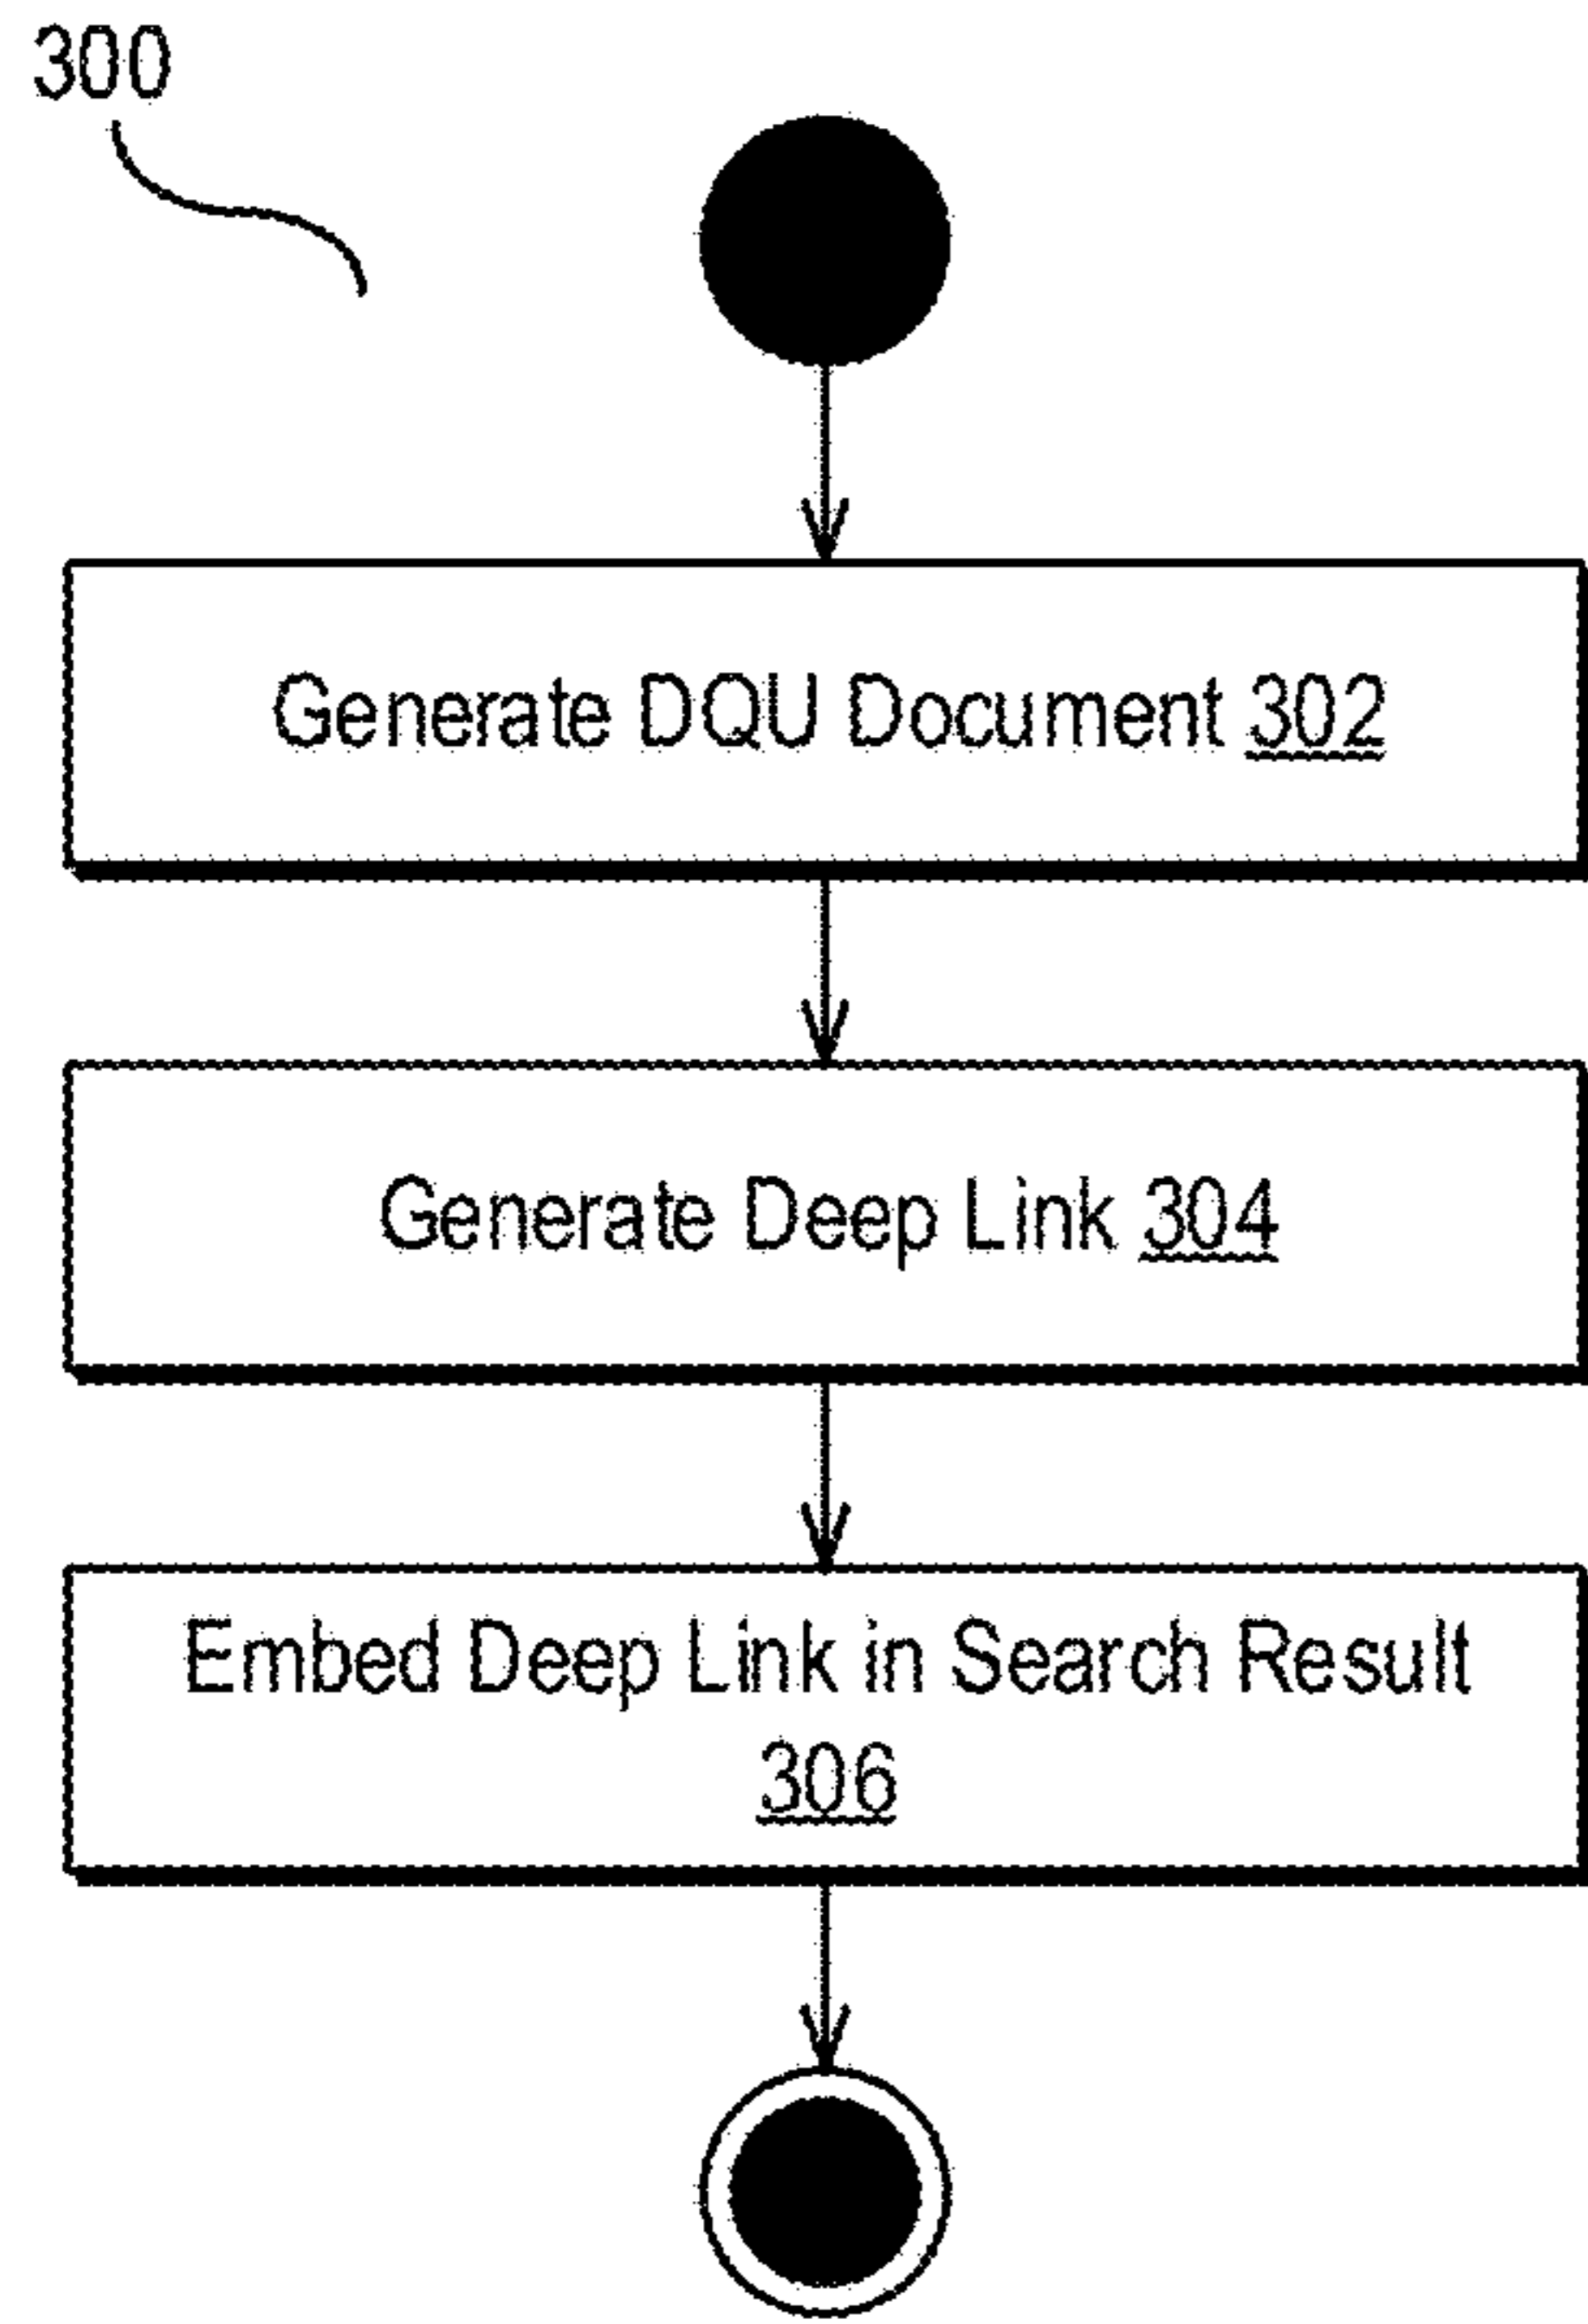 300
Generate DQU Document 302
Generate Deep Link 304
Embed Deep Link in Search Result
306